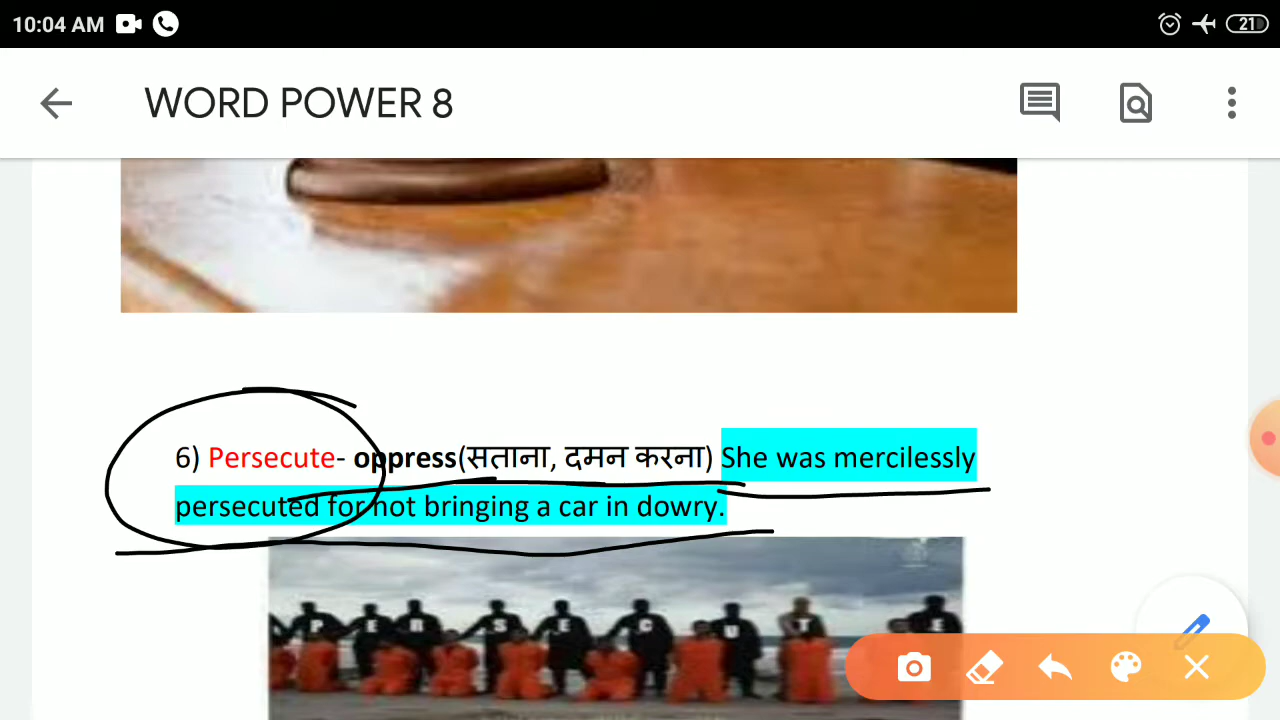 10:04 AM
21
WORD POWER 8
6) Persecute- oppress(सताना, दमन करना) She was mercilessly
persecuted for not bringing a car in dowry.
P E R S E C U T E